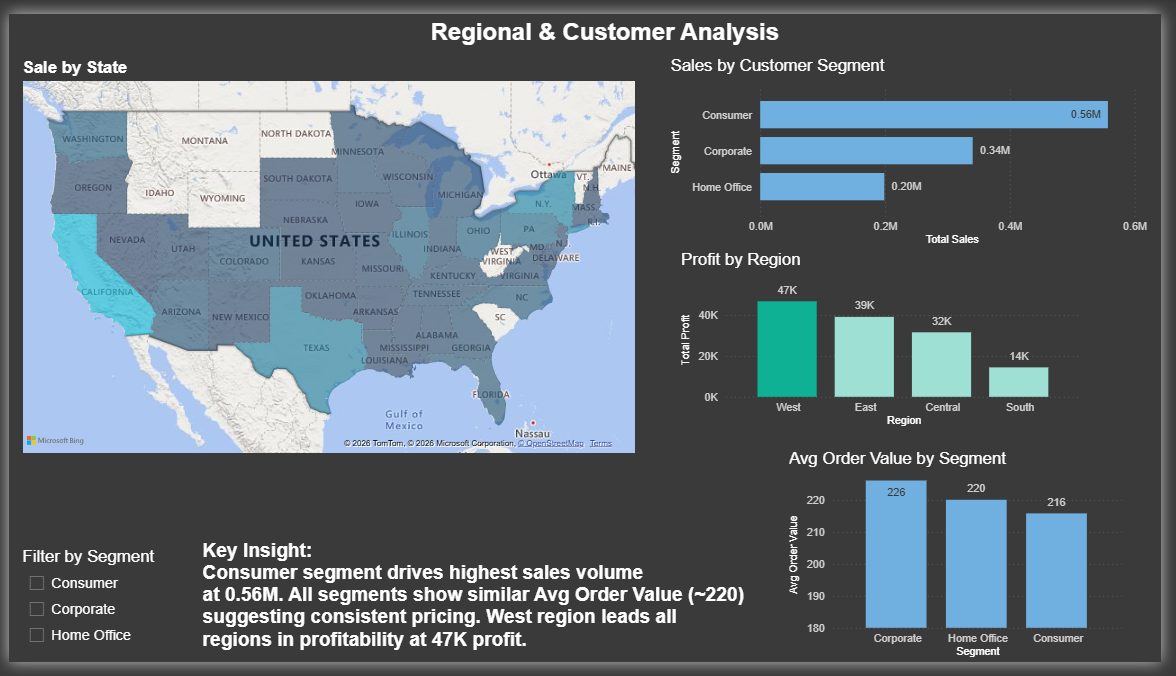 Regional & Customer Analysis
Sale by State
WASHINGTON
MONTANA
NORTH DAKOTA
MINNESOTA
Ottawa
VT.
MAINE
OREGON
IDAHO
WYOMING
SOUTH DAKOTA
WISCONSIN
MICHIGAN
N.H.
N.Y.
MASS
R.I.
IOWA
NEBRASKA
NEVADA
UTAH
UNITED STATES
ILLINOIS
INDIANA
OHIO
PA
N.J.
MD
DELAWARE
WEST
VIRGINIA
COLORADO
KANSAS
MISSOURI
KENTUCKY
VIRGINIA
CALIFORNIA
ARIZONA
NEW MEXICO
OKLAHOMA
ARKANSAS
TENNESSEE
NC
SC
TEXAS
LOUISIANA
MISSISSIPPI
ALABAMA
GEORGIA
FLORIDA
Gulf of
Mexico
Nassau
Microsoft Bing
© 2026 TomTom, © 2026 Microsoft Corporation, © OpenStreetMap Terms
Sales by Customer Segment
Segment
Consumer 0.56M
Corporate 0.34M
Home Office 0.20M
0.0M 0.2M 0.4M 0.6M
Total Sales
Profit by Region
Total Profit
47K
39K
32K
14K
40K
20K
0K
West East Central South
Region
Avg Order Value by Segment
Avg Order Value
226
220
216
220
210
200
190
180
Corporate Home Office Consumer
Segment
Filter by Segment
Consumer
Corporate
Home Office
Key Insight:
Consumer segment drives highest sales volume
at 0.56M. All segments show similar Avg Order Value (~220)
suggesting consistent pricing. West region leads all
regions in profitability at 47K profit.